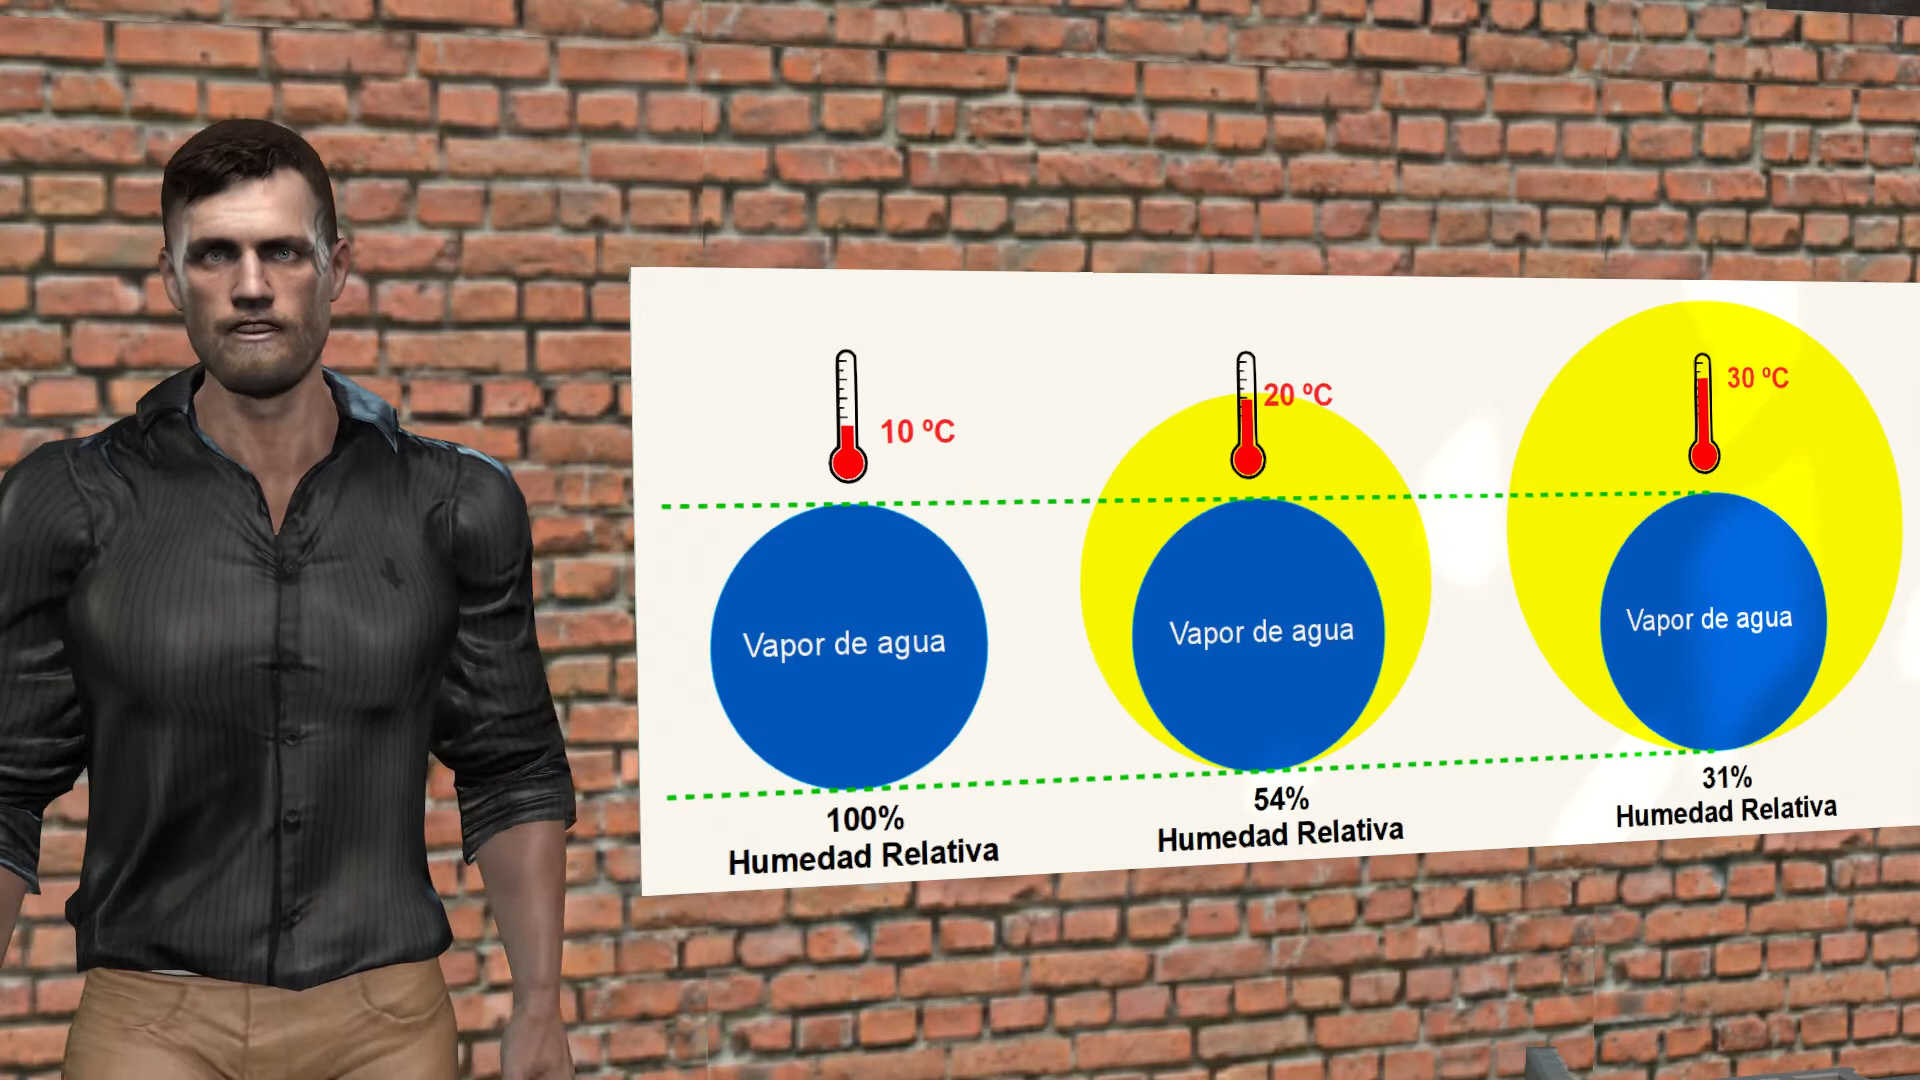 10 ºC
20 ºC
30 ºC
Vapor de agua
Vapor de agua
Vapor de agua
100%
Humedad Relativa
54%
Humedad Relativa
31%
Humedad Relativa